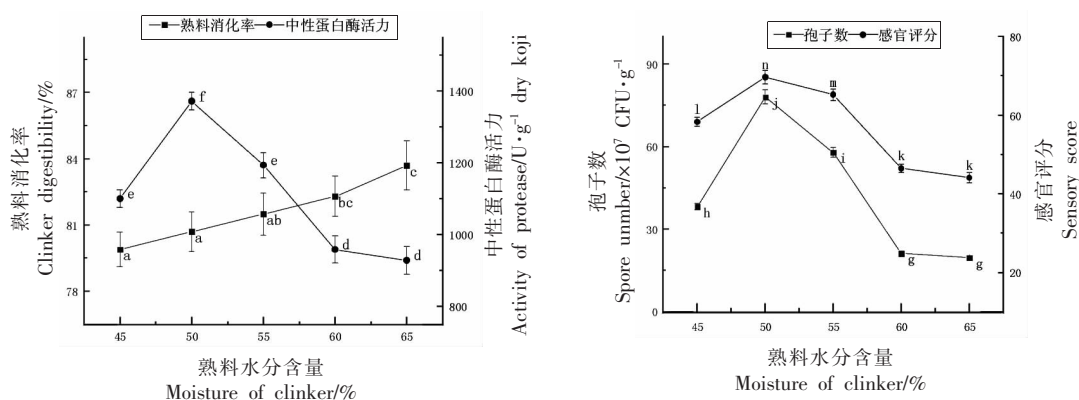 熟料消化率 中性蛋白酶活力
熟料消化率
Clinker digestibility/%
87
84
81
78
1400
1200
1000
800
中性蛋白酶活力
Activity of protease/U·g⁻¹ dry koji
e
f
e
d
d
a
a
ab
bc
c
45 50 55 60 65
熟料水分含量
Moisture of clinker/%
孢子数 感官评分
孢子数
Spore unmber/×10⁷ CFU·g⁻¹
90
60
30
0
80
60
40
20
感官评分
Sensory score
l
n
m
k
k
h
j
i
g
g
45 50 55 60 65
熟料水分含量
Moisture of clinker/%